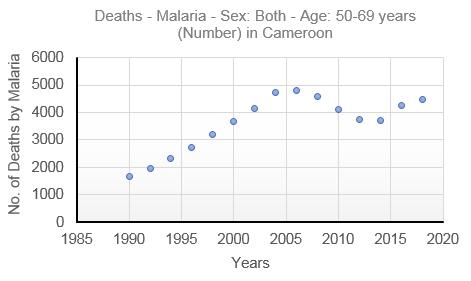 Deaths - Malaria - Sex: Both - Age: 50-69 years
(Number) in Cameroon
No. of Deaths by Malaria
6000
5000
4000
3000
2000
1000
0
1985 1990 1995 2000 2005 2010 2015 2020
Years